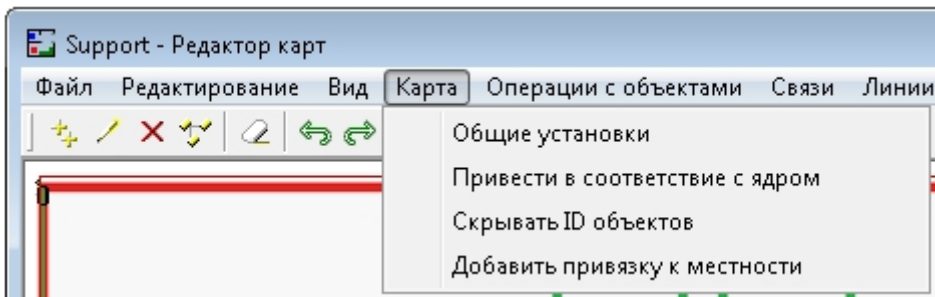 Support - Редактор карт
Файл Редактирование Вид Карта Операции с объектами Связи Линии
Общие установки
Привести в соответствие с ядром
Скрывать ID объектов
Добавить привязку к местности